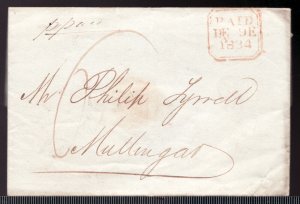 PAID
DE 9E
1834
Mr. Philip Tyrrell
Mullingar